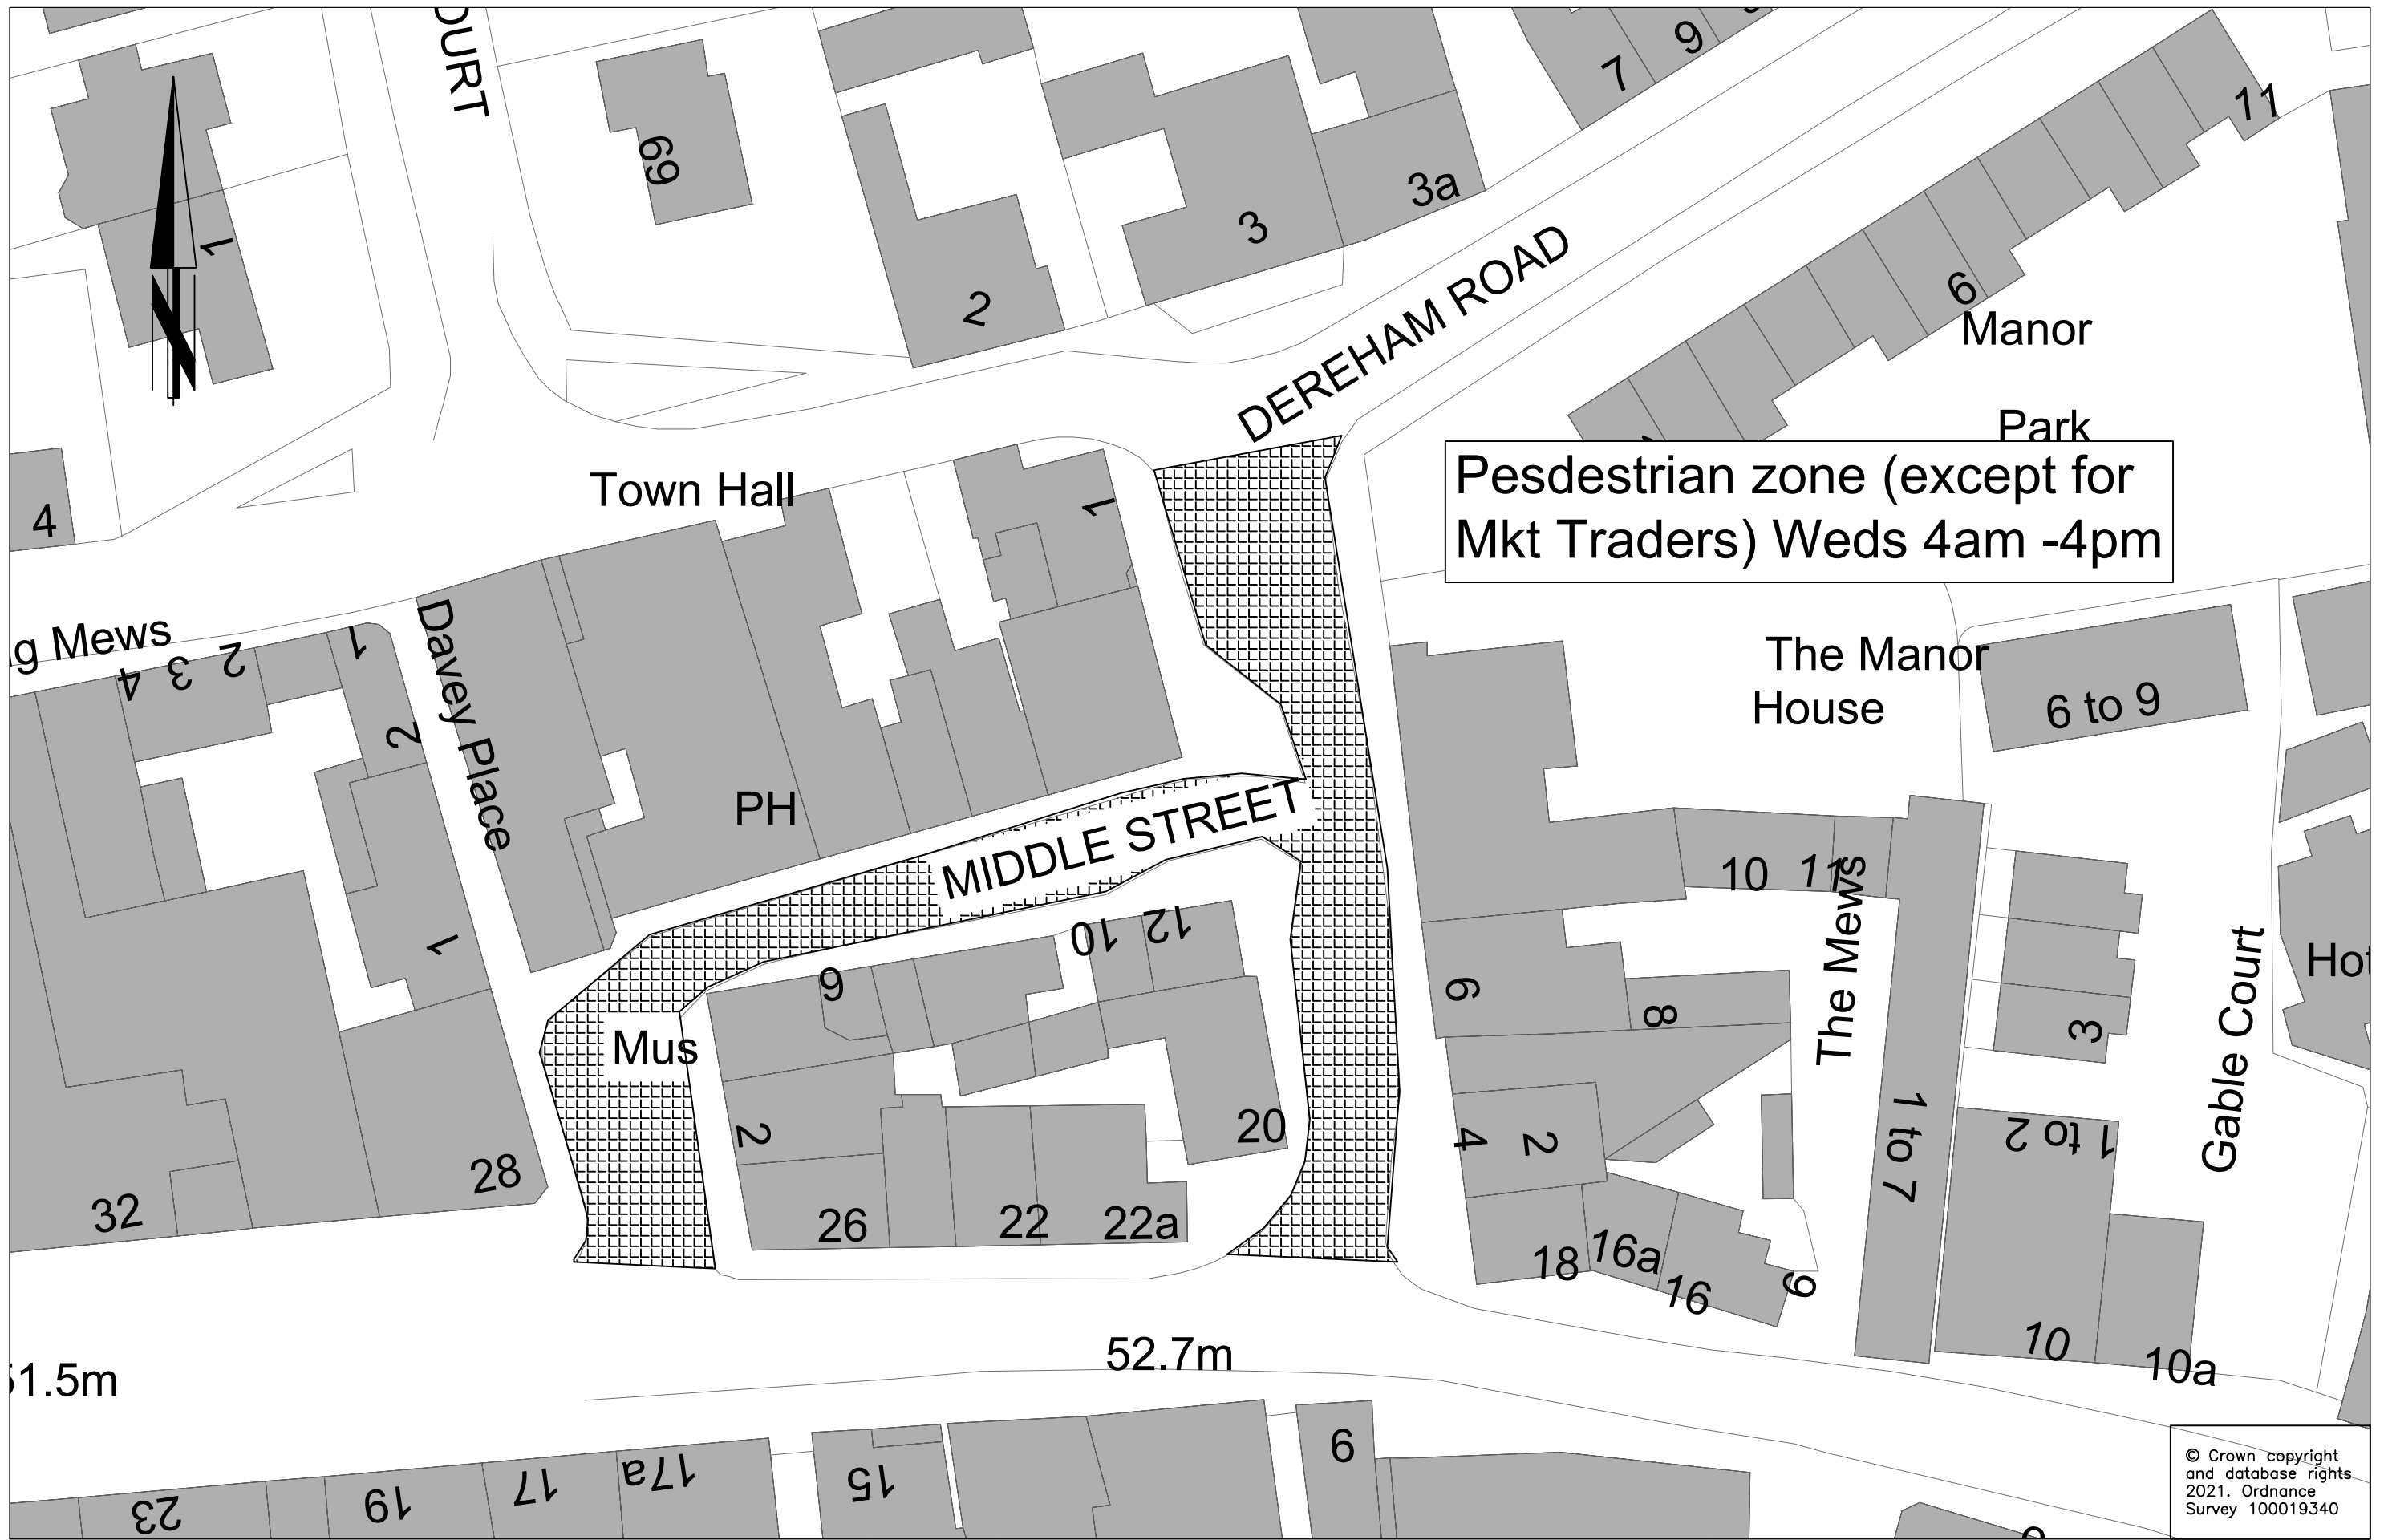 OURT
7
9
11
69
3a
3
1
2
6
Manor
DEREHAM ROAD
Park
Town Hall
4
1
N
Pesdestrian zone (except for
Mkt Traders) Weds 4am -4pm
g Mews
4 3 2 1
Davey Place
2
The Manor
House
6 to 9
PH
MIDDLE STREET
10
11
The Mews
10
12
9
1
6
8
Mus
3
Gable Court
Hot
2
20
4
2
1 to 7
1 to 2
28
32
26
22
22a
18
16a
16
9
10
10a
52.7m
51.5m
23
19
17
17a
15
9
© Crown copyright
and database rights
2021. Ordnance
Survey 100019340